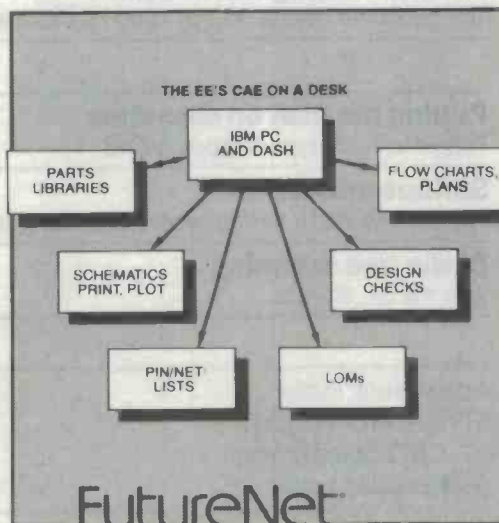 THE EE'S CAE ON A DESK
IBM PC
AND DASH
PARTS
LIBRARIES
FLOW CHARTS,
PLANS
SCHEMATICS
PRINT, PLOT
DESIGN
CHECKS
PIN/NET
LISTS
LOMs
FutureNet